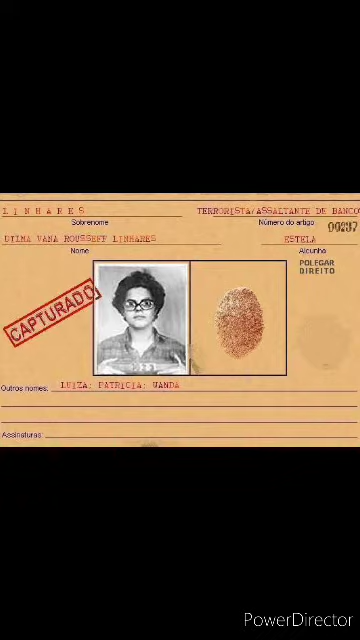 LINHARES
TERRORISTA/ASSALTANTE DE BANCO
Sobrenome
Número do artigo
00237
DILMA VANA ROUSSEFF LINHARES
ESTELA
Nome
Alcunha
POLEGAR
DIREITO
CAPTURADO
Outros nomes: LUIZA; PATRICIA; WANDA
Assinaturas:
PowerDirector